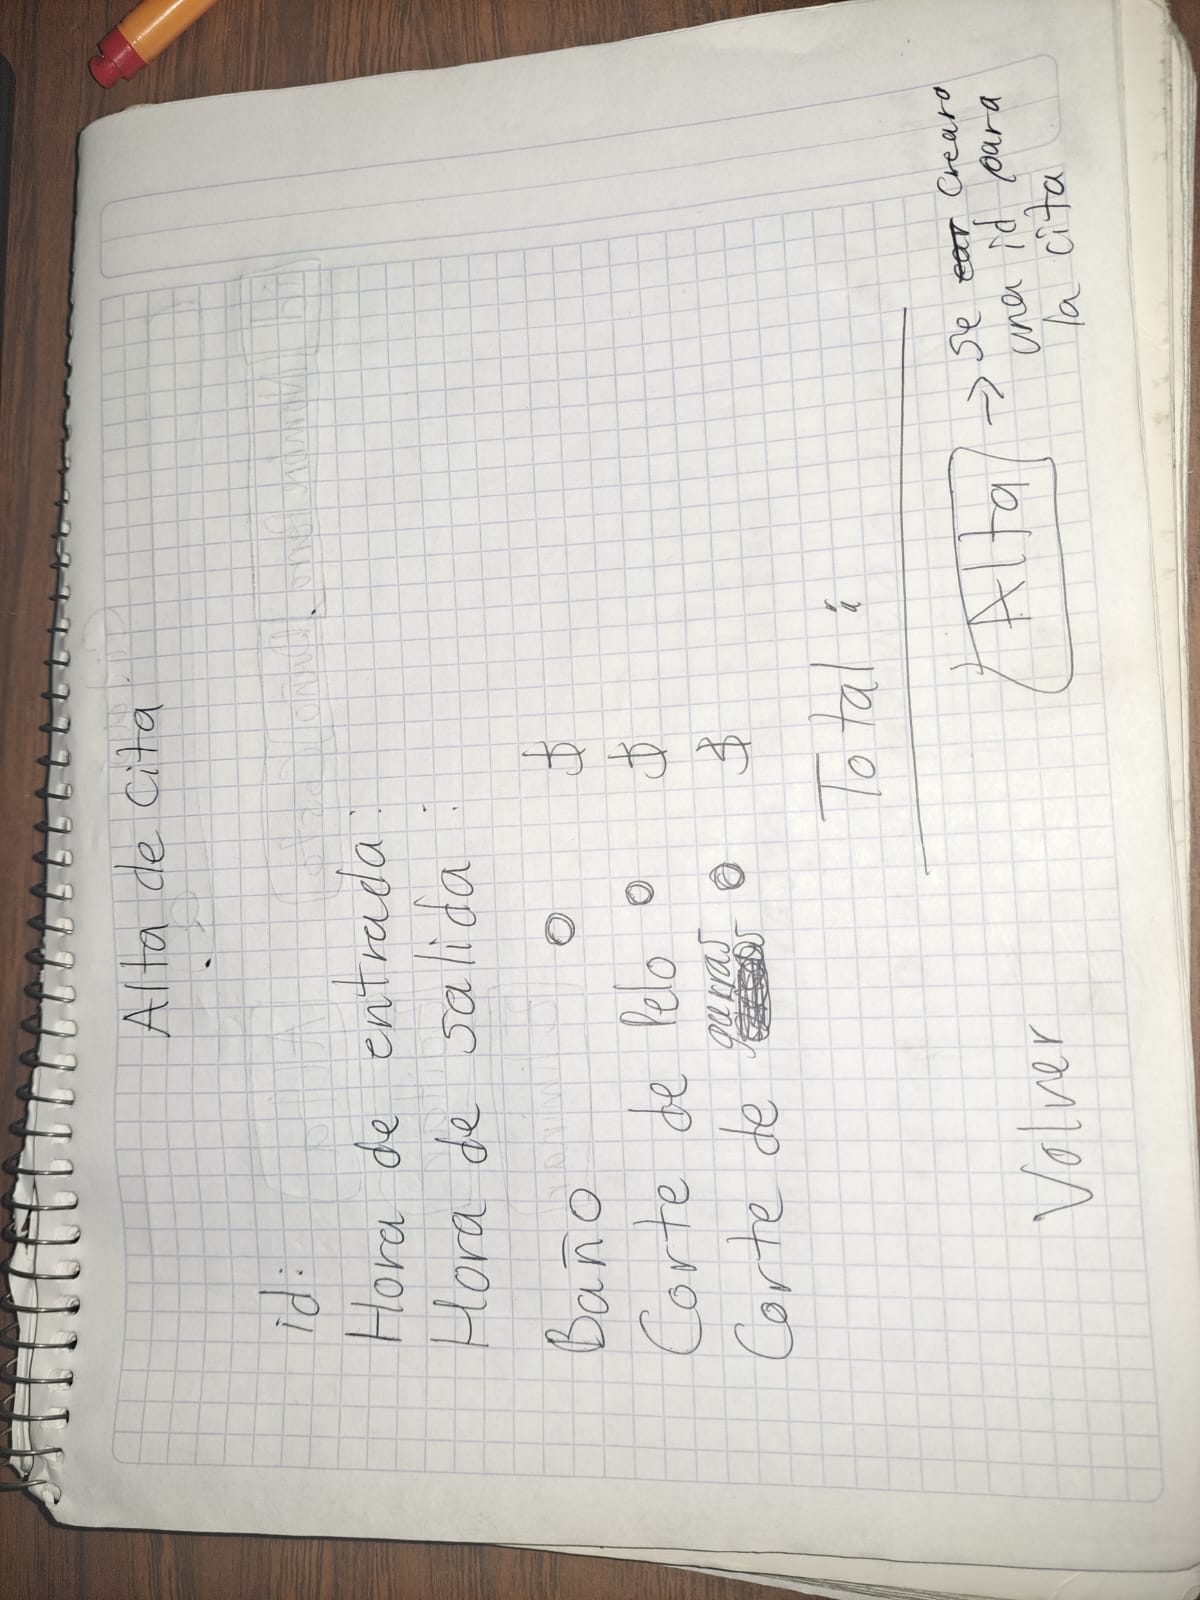 Alta de Cita
id:
Hora de entrada:
Hora de salida :
Baño $
Corte de Pelo $
Corte de garras $
Total :
Alta → Se crearo
una id para
la cita
Volver